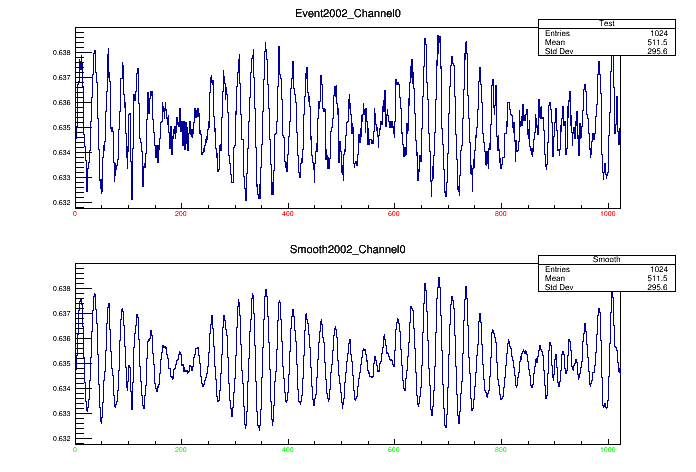 Event2002_Channel0
Test
Entries 1024
Mean 511.5
Std Dev 295.6
0.638
0.637
0.636
0.635
0.634
0.633
0.632
0 200 400 600 800 1000
Smooth2002_Channel0
Smooth
Entries 1024
Mean 511.5
Std Dev 295.6
0.638
0.637
0.636
0.635
0.634
0.633
0.632
0 200 400 600 800 1000